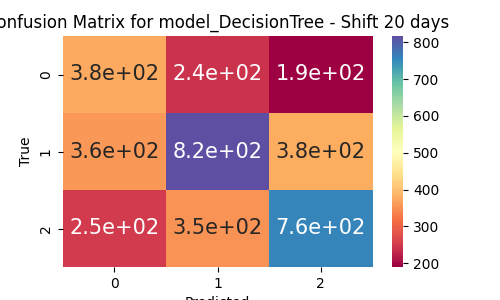 onfusion Matrix for model_DecisionTree - Shift 20 days
True
0 3.8e+02 2.4e+02 1.9e+02
1 3.6e+02 8.2e+02 3.8e+02
2 2.5e+02 3.5e+02 7.6e+02
0 1 2
Predicted
800
700
600
500
400
300
200